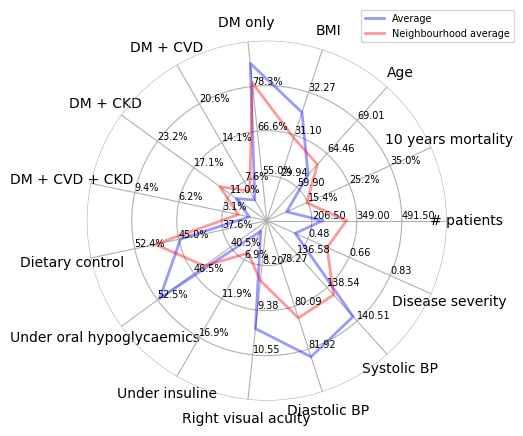 DM only
Average
BMI
Neighbourhood average
DM + CVD
Age
78.3%
32.27
20.6%
DM + CKD
69.01
66.6%
31.10
14.1%
23.2%
10 years mortality
64.46
17.1%
35.0%
55.0%
29.94
7.6%
25.2%
DM + CVD + CKD
59.90
9.4%
11.0%
6.2%
15.4%
3.1%
206.50
349.00
491.50
# patients
37.6%
45.0%
0.48
52.4%
40.5%
136.58
0.66
6.9%
8.20
78.27
Dietary control
46.5%
0.83
138.54
52.5%
11.9%
80.09
Disease severity
9.38
140.51
16.9%
Under oral hypoglycaemics
81.92
10.55
Systolic BP
Under insuline
Diastolic BP
Right visual acuity